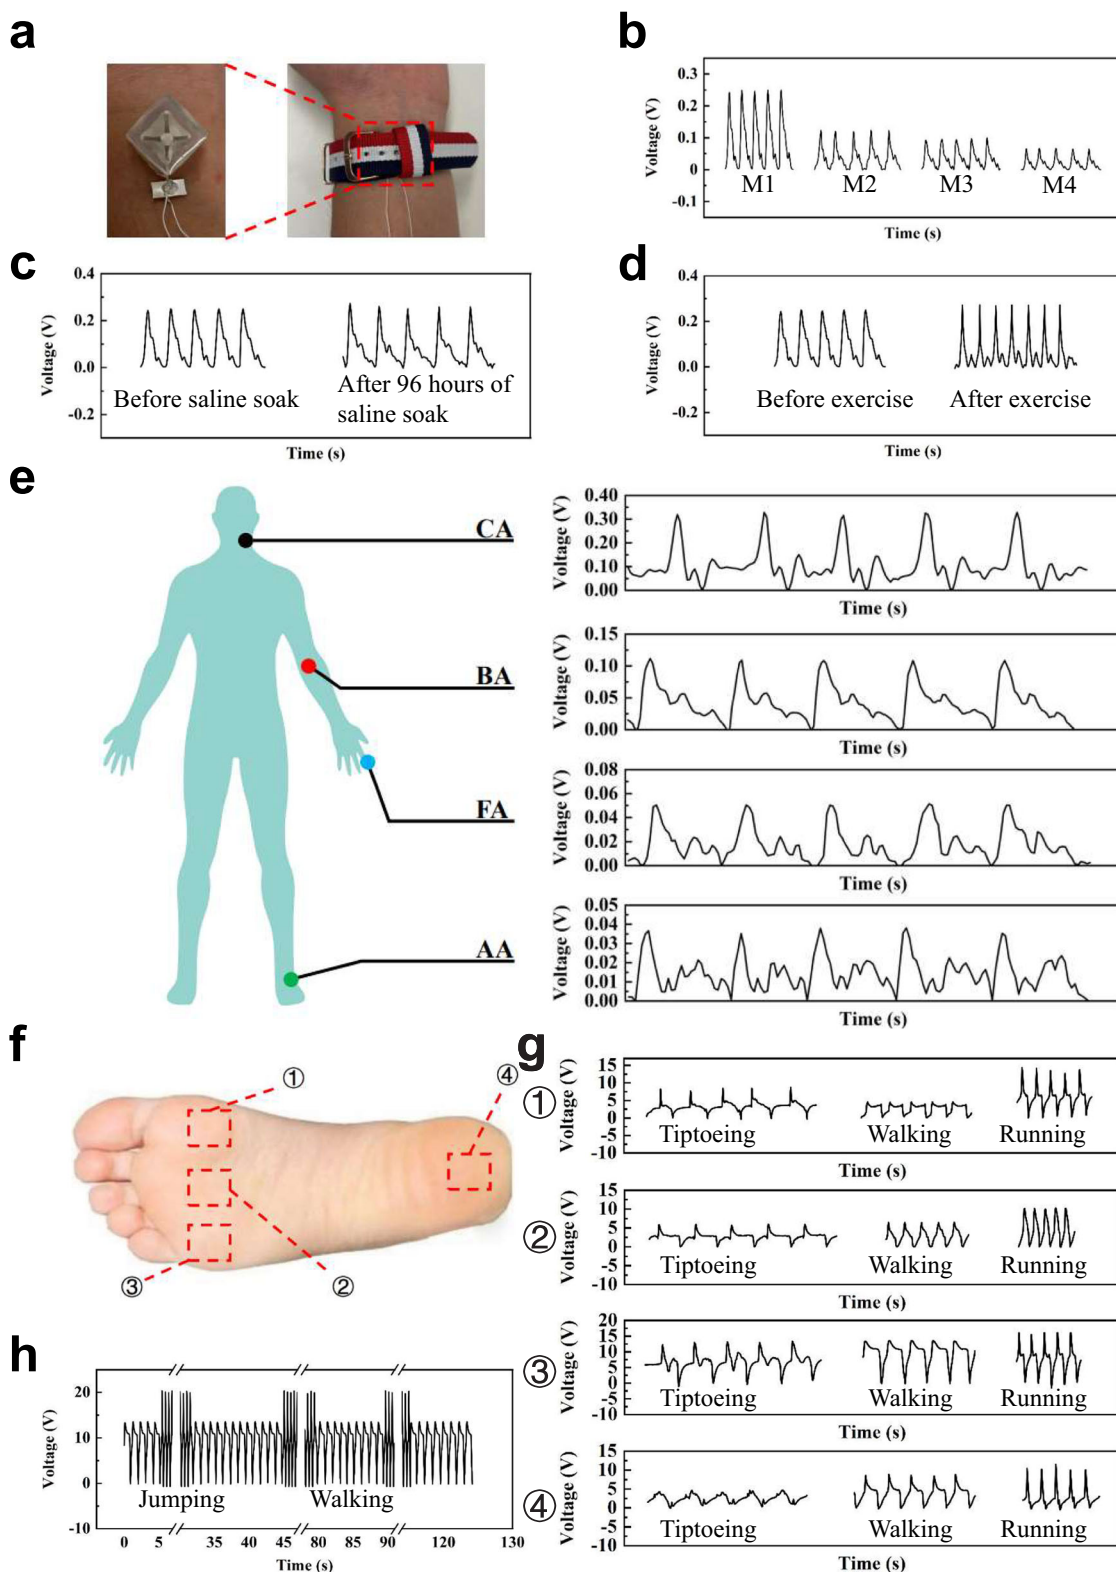 a
b
0.3
0.2
0.1
0
-0.1
Voltage (V)
M1 M2 M3 M4
Time (s)
c
0.4
0.2
0.0
-0.2
Voltage (V)
Before saline soak
After 96 hours of
saline soak
Time (s)
d
0.4
0.2
0.0
-0.2
Voltage (V)
Before exercise After exercise
Time (s)
e
CA
BA
FA
AA
0.40
0.30
0.20
0.10
0.00
Voltage (V)
Time (s)
0.15
0.10
0.05
0.00
Voltage (V)
Time (s)
0.08
0.06
0.04
0.02
0.00
Voltage (V)
Time (s)
0.05
0.04
0.03
0.02
0.01
0.00
Voltage (V)
Time (s)
f
①
④
③
②
g
①
15
10
5
0
-5
-10
Voltage (V)
Tiptoeing Walking Running
Time (s)
②
15
10
5
0
-5
-10
Voltage (V)
Tiptoeing Walking Running
Time (s)
③
20
15
10
5
0
-5
-10
Voltage (V)
Tiptoeing Walking Running
Time (s)
④
15
10
5
0
-5
-10
Voltage (V)
Tiptoeing Walking Running
Time (s)
h
20
10
0
-10
Voltage (V)
Jumping Walking
0 5 35 45 80 85 90 120 130
Time (s)